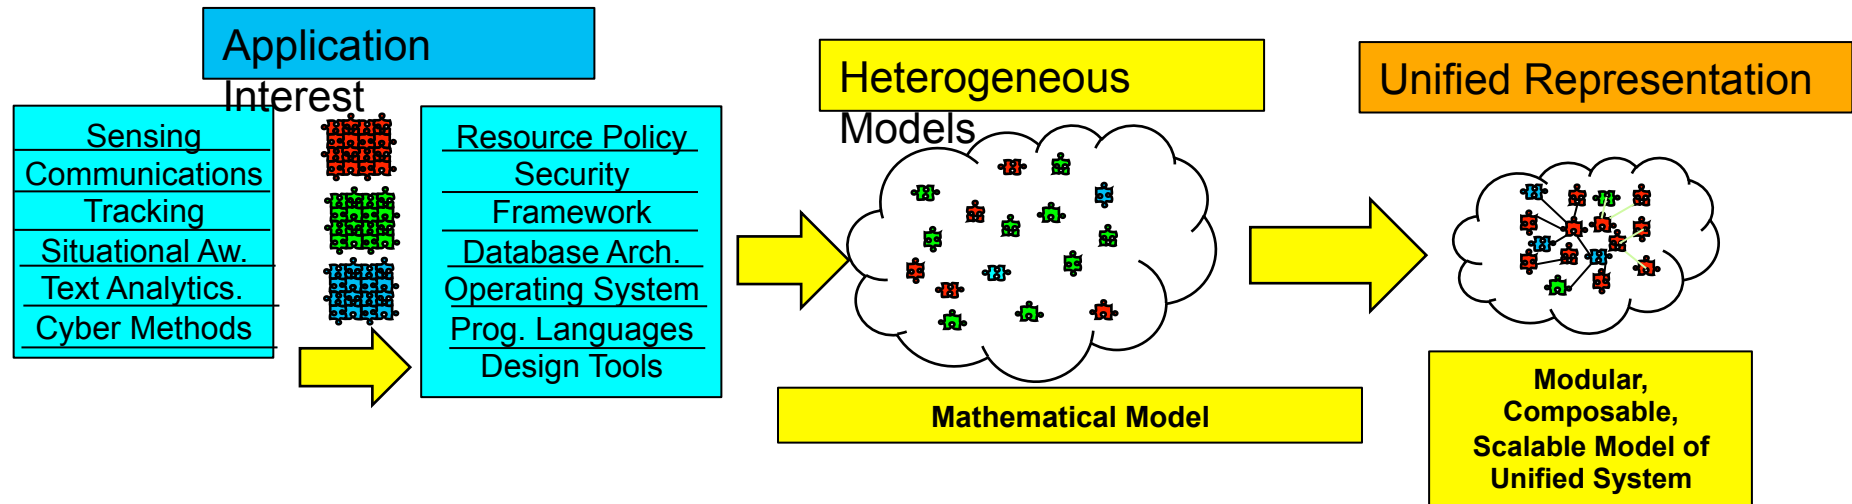 Application
Interest
Sensing
Communications
Tracking
Situational Aw.
Text Analytics.
Cyber Methods
Resource Policy
Security
Framework
Database Arch.
Operating System
Prog. Languages
Design Tools
Heterogeneous
Models
Mathematical Model
Unified Representation
Modular,
Composable,
Scalable Model of
Unified System